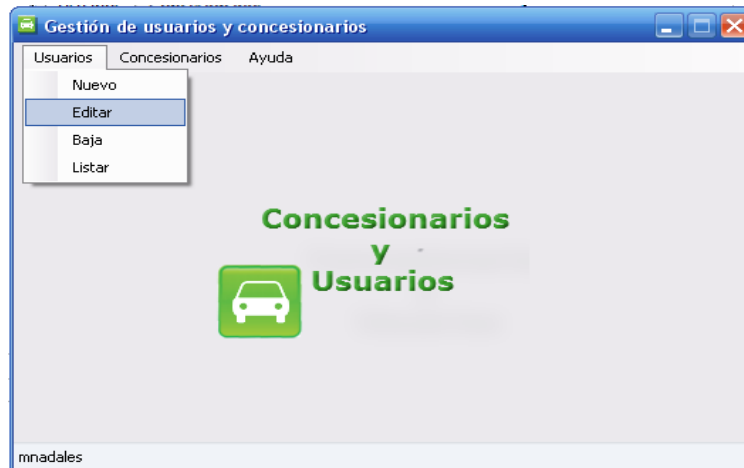 Gestión de usuarios y concesionarios
Usuarios Concesionarios Ayuda
Nuevo
Editar
Baja
Listar
Concesionarios
y
Usuarios
mnadales